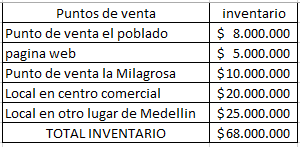 Puntos de venta inventario
Punto de venta el poblado $ 8.000.000
pagina web $ 5.000.000
Punto de venta la Milagrosa $10.000.000
Local en centro comercial $20.000.000
Local en otro lugar de Medellin $25.000.000
TOTAL INVENTARIO $68.000.000